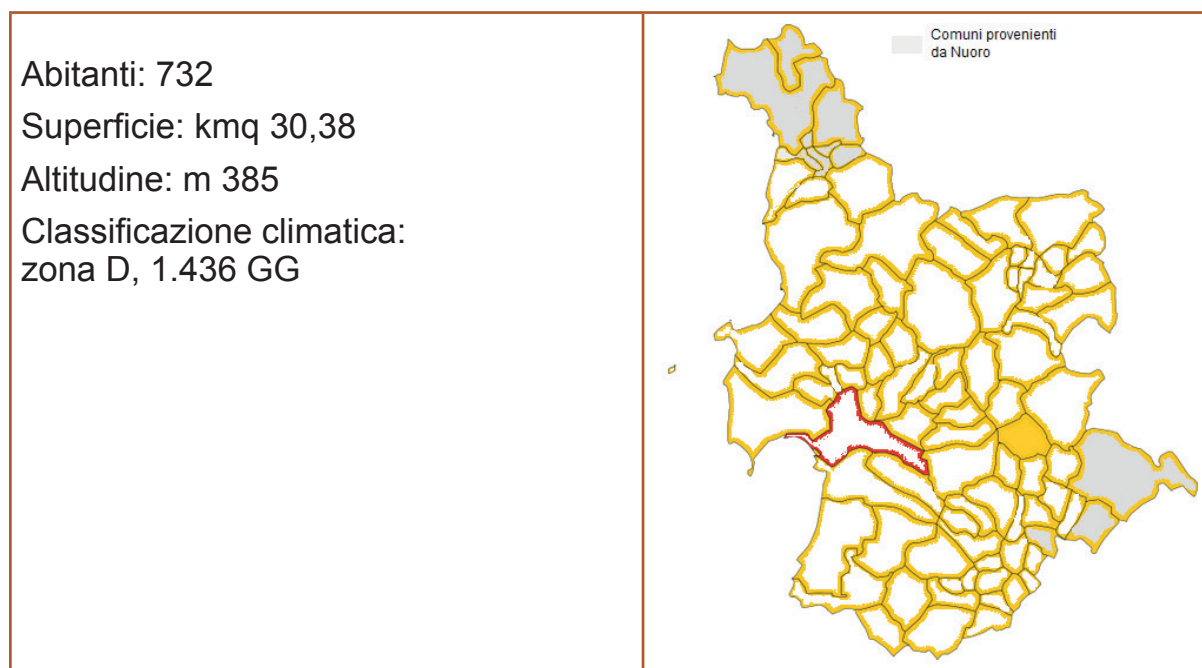 Abitanti: 732
Superficie: kmq 30,38
Altitudine: m 385
Classificazione climatica:
zona D, 1.436 GG
Comuni provenienti
da Nuoro